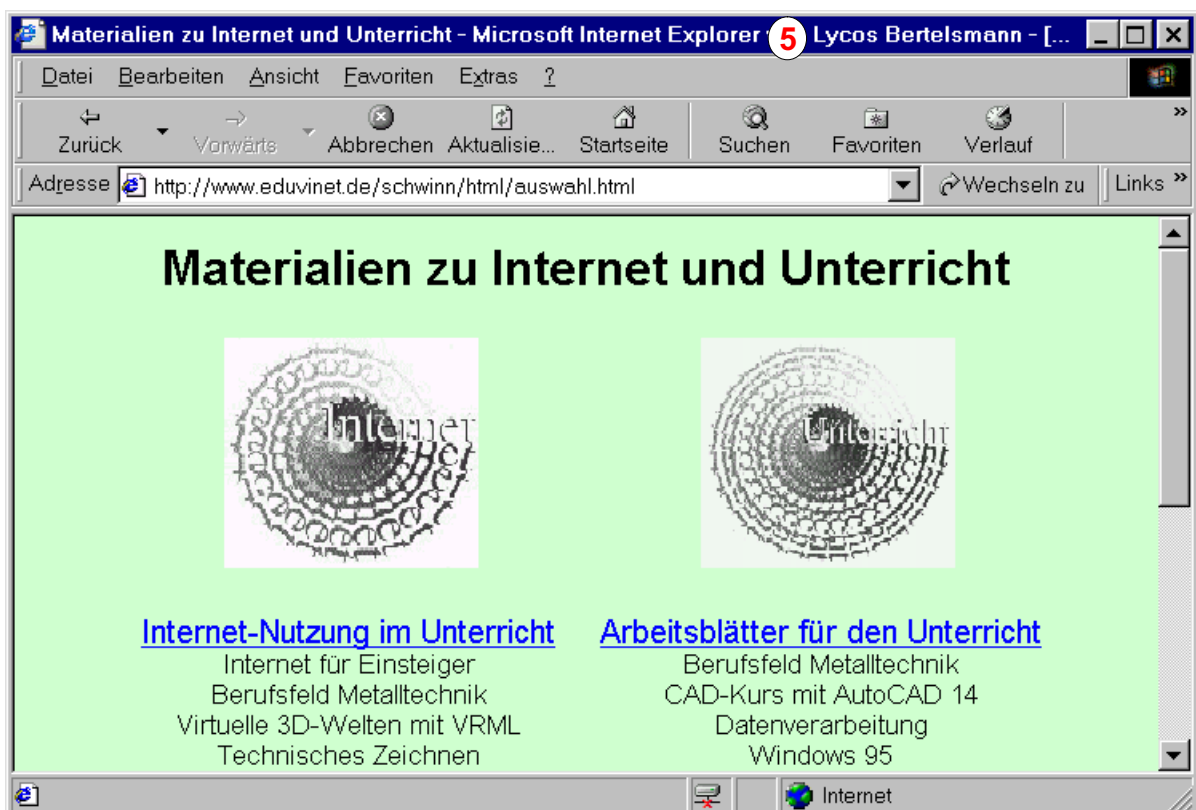 Materialien zu Internet und Unterricht - Microsoft Internet Explorer 5 Lycos Bertelsmann - [...
Datei Bearbeiten Ansicht Favoriten Extras ?
Zurück Vorwärts Abbrechen Aktualisie... Startseite Suchen Favoriten Verlauf »
Adresse http://www.eduvinet.de/schwinn/html/auswahl.html Wechseln zu Links »
Materialien zu Internet und Unterricht
Internet Unterricht
Internet-Nutzung im Unterricht Arbeitsblätter für den Unterricht
Internet für Einsteiger Berufsfeld Metalltechnik
Berufsfeld Metalltechnik CAD-Kurs mit AutoCAD 14
Virtuelle 3D-Welten mit VRML Datenverarbeitung
Technisches Zeichnen Windows 95
Internet